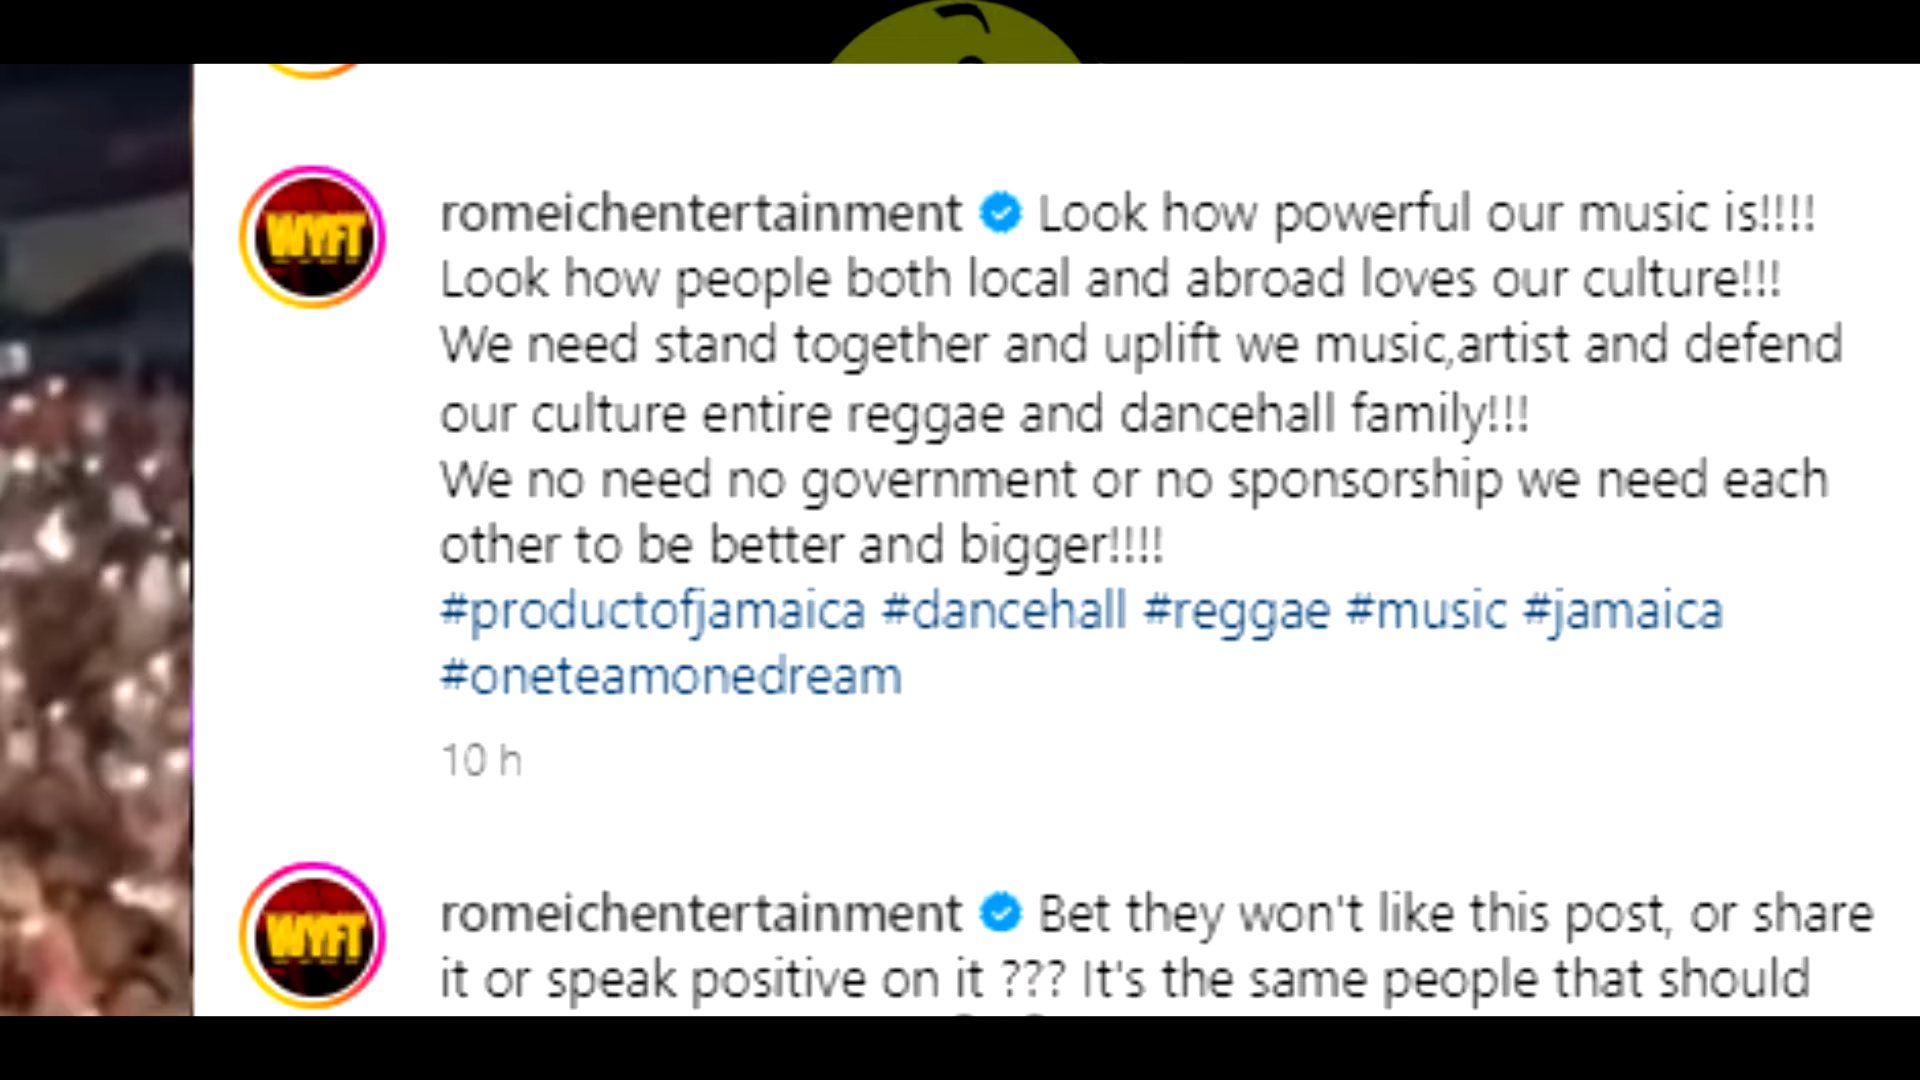 WYFT
romeichentertainment Look how powerful our music is!!!!
Look how people both local and abroad loves our culture!!!
We need stand together and uplift we music,artist and defend
our culture entire reggae and dancehall family!!!
We no need no government or no sponsorship we need each
other to be better and bigger!!!!
#productofjamaica #dancehall #reggae #music #jamaica
#oneteamonedream
10 h
WYFT
romeichentertainment Bet they won't like this post, or share
it or speak positive on it ??? It's the same people that should